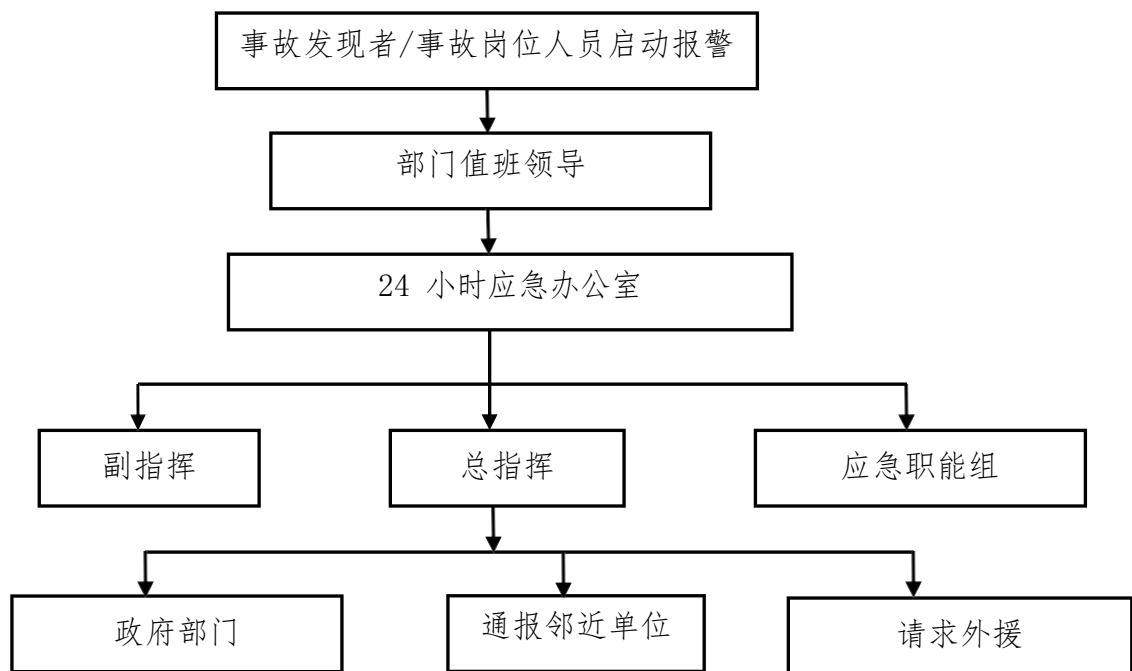 事故发现者/事故岗位人员启动报警
部门值班领导
24 小时应急办公室
副指挥
总指挥
应急职能组
政府部门
通报邻近单位
请求外援